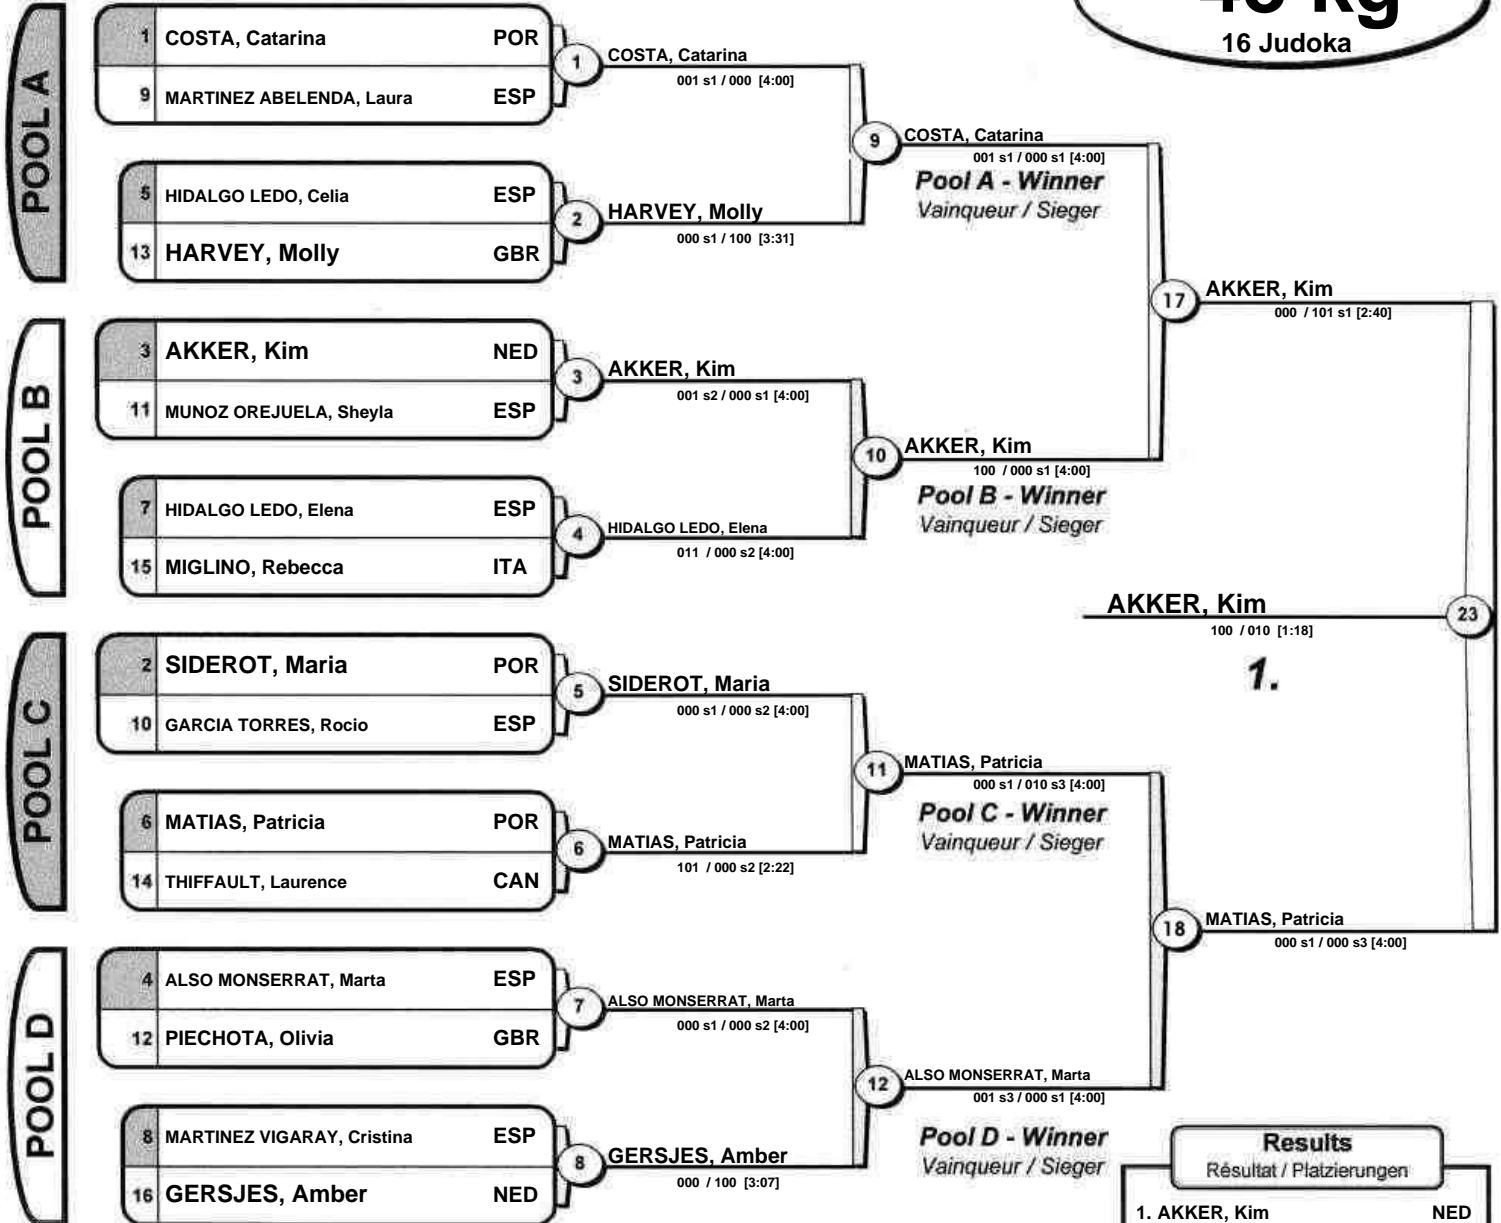 kg
16 Judoka
POOL A
1 COSTA, Catarina POR
9 MARTINEZ ABELENDA, Laura ESP
5 HIDALGO LEDO, Celia ESP
13 HARVEY, Molly GBR
POOL B
3 AKKER, Kim NED
11 MUNOZ OREJUELA, Sheyla ESP
7 HIDALGO LEDO, Elena ESP
15 MIGLINO, Rebecca ITA
POOL C
2 SIDEROT, Maria POR
10 GARCIA TORRES, Rocio ESP
6 MATIAS, Patricia POR
14 THIFFAULT, Laurence CAN
POOL D
4 ALSO MONSERRAT, Marta ESP
12 PIECHOTA, Olivia GBR
8 MARTINEZ VIGARAY, Cristina ESP
16 GERSJES, Amber NED
1 COSTA, Catarina
001 s1 / 000 [4:00]
2 HARVEY, Molly
000 s1 / 100 [3:31]
3 AKKER, Kim
001 s2 / 000 s1 [4:00]
4 HIDALGO LEDO, Elena
011 / 000 s2 [4:00]
5 SIDEROT, Maria
000 s1 / 000 s2 [4:00]
6 MATIAS, Patricia
101 / 000 s2 [2:22]
7 ALSO MONSERRAT, Marta
000 s1 / 000 s2 [4:00]
8 GERSJES, Amber
000 / 100 [3:07]
9 COSTA, Catarina
001 s1 / 000 s1 [4:00]
Pool A - Winner
Vainqueur / Sieger
10 AKKER, Kim
100 / 000 s1 [4:00]
Pool B - Winner
Vainqueur / Sieger
11 MATIAS, Patricia
000 s1 / 010 s3 [4:00]
Pool C - Winner
Vainqueur / Sieger
12 ALSO MONSERRAT, Marta
001 s3 / 000 s1 [4:00]
Pool D - Winner
Vainqueur / Sieger
17 AKKER, Kim
000 / 101 s1 [2:40]
18 MATIAS, Patricia
000 s1 / 000 s3 [4:00]
AKKER, Kim 23
100 / 010 [1:18]
1.
Results
Résultat / Platzierungen
1. AKKER, Kim NED